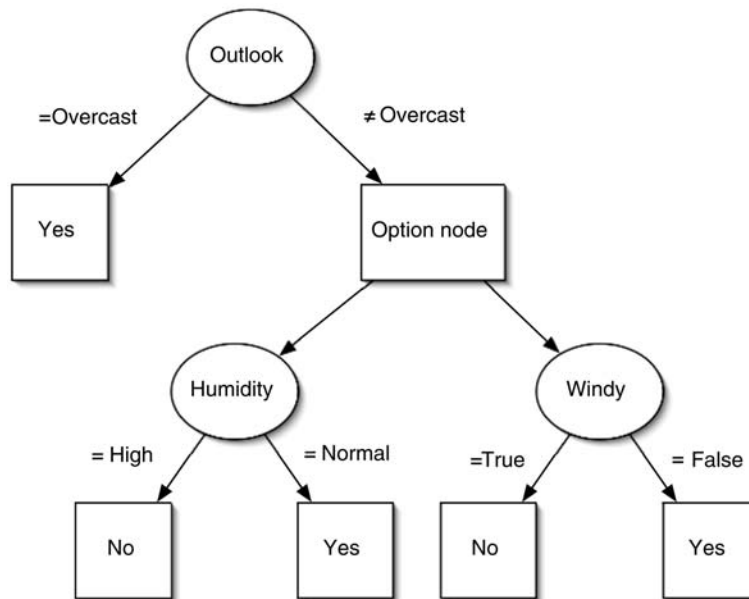 Outlook
=Overcast
≠ Overcast
Yes
Option node
Humidity
Windy
= High
= Normal
=True
= False
No
Yes
No
Yes